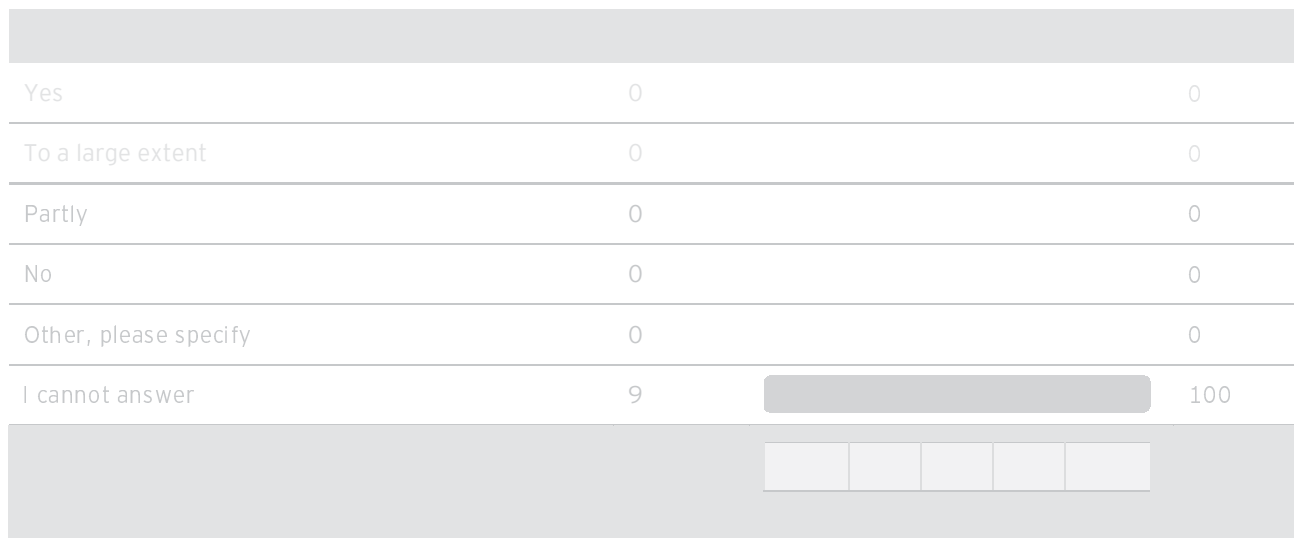 Yes 0 0
To a large extent 0 0
Partly 0 0
No 0 0
Other, please specify 0 0
I cannot answer 9 100